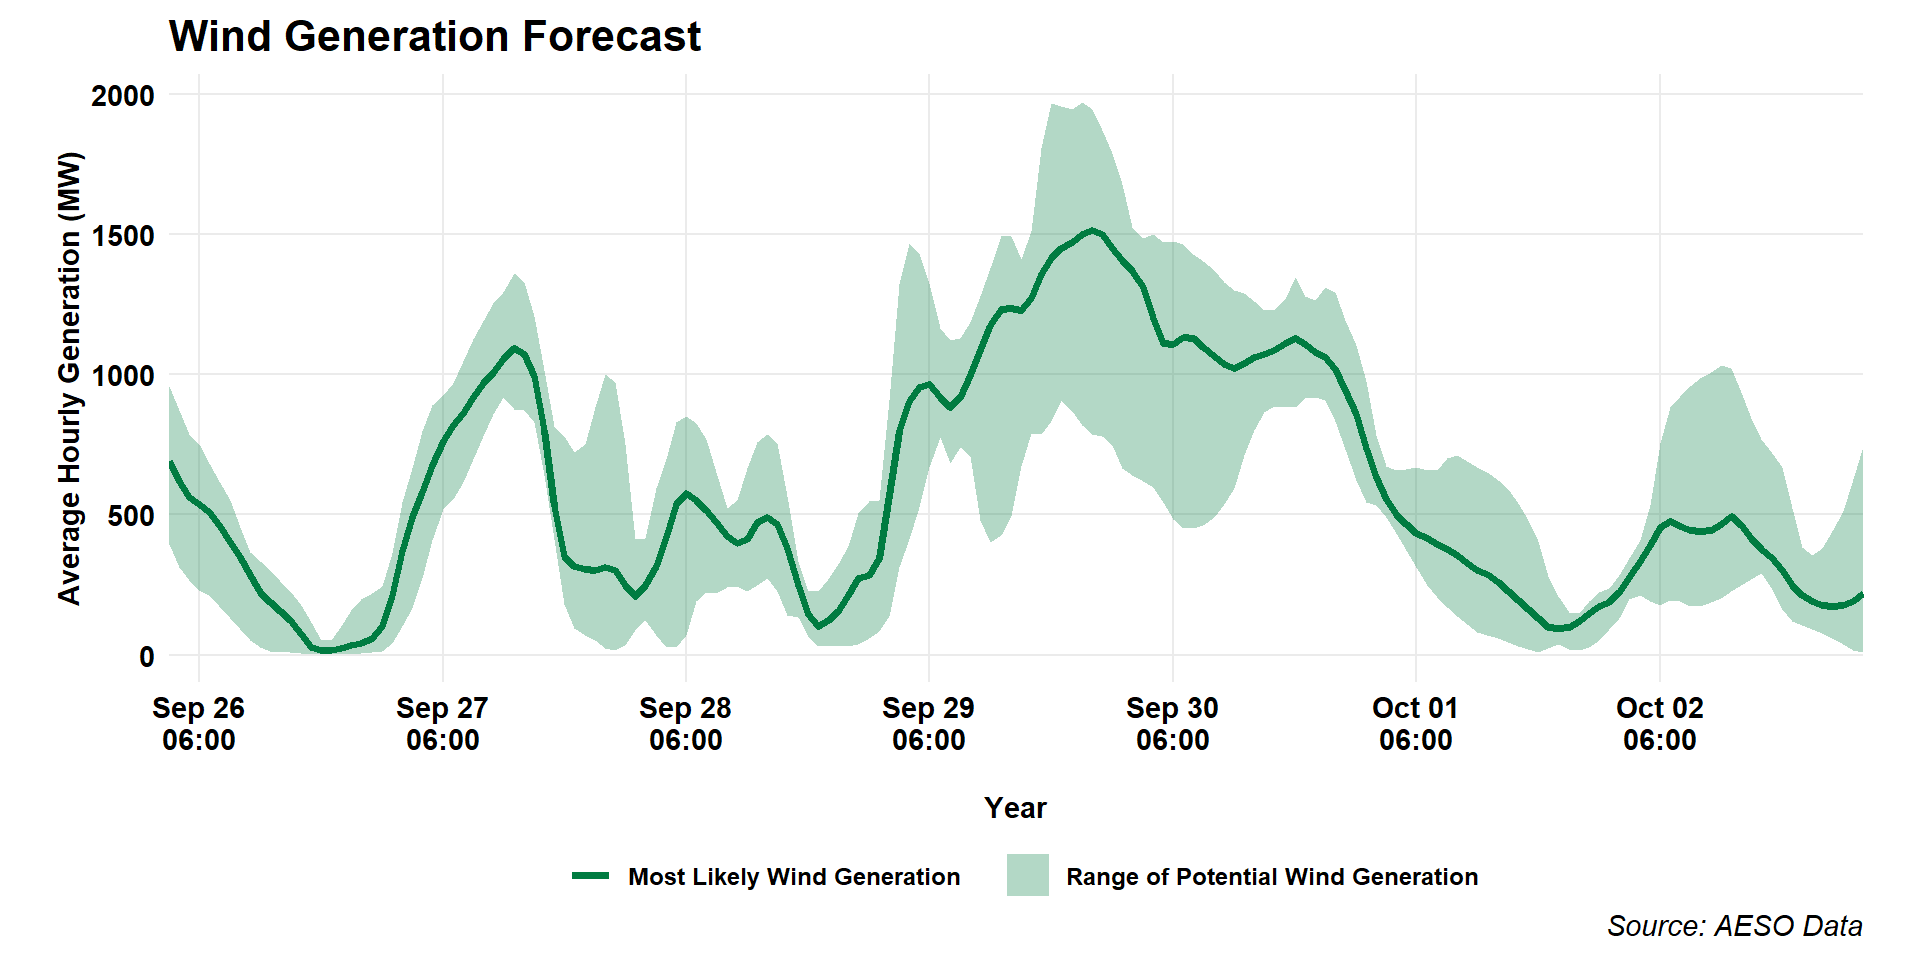 Wind Generation Forecast
Average Hourly Generation (MW)
2000
1500
1000
500
0
Sep 26
06:00
Sep 27
06:00
Sep 28
06:00
Sep 29
06:00
Sep 30
06:00
Oct 01
06:00
Oct 02
06:00
Year
Most Likely Wind Generation
Range of Potential Wind Generation
Source: AESO Data